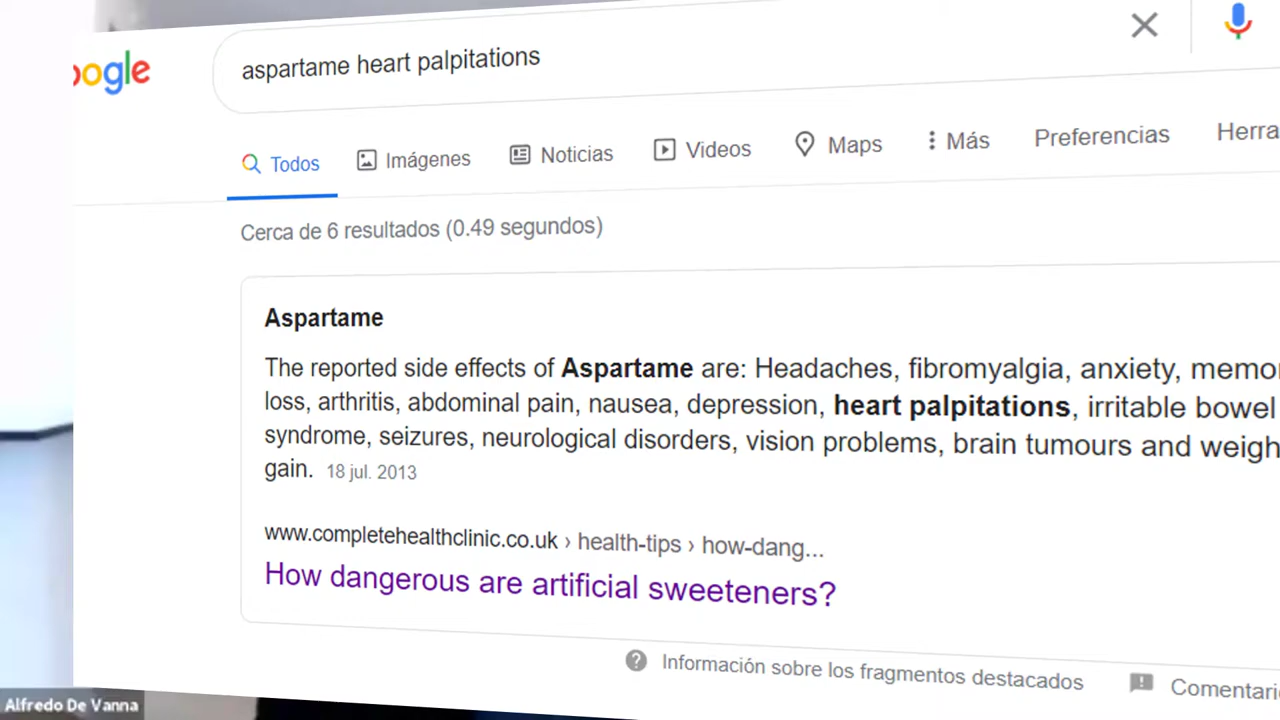 oogle
aspartame heart palpitations
Todos Imágenes Noticias Videos Maps Más Preferencias Herra
Cerca de 6 resultados (0.49 segundos)
Aspartame
The reported side effects of Aspartame are: Headaches, fibromyalgia, anxiety, memo
loss, arthritis, abdominal pain, nausea, depression, heart palpitations, irritable bowel
syndrome, seizures, neurological disorders, vision problems, brain tumours and weigh
gain. 18 jul. 2013
www.completehealthclinic.co.uk › health-tips › how-dang...
How dangerous are artificial sweeteners?
Información sobre los fragmentos destacados Comentari
Alfredo De Vanna